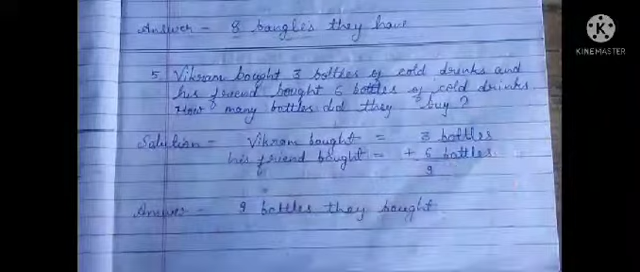 Answer - 8 bangles they have
5. Vikram bought 3 bottles of cold drinks and
his friend bought 6 bottles of cold drinks
How many bottles did they buy ?
Solution - Vikram bought = 3 bottles
his friend bought = + 6 bottles
9
Answer - 9 bottles they bought
KINEMASTER